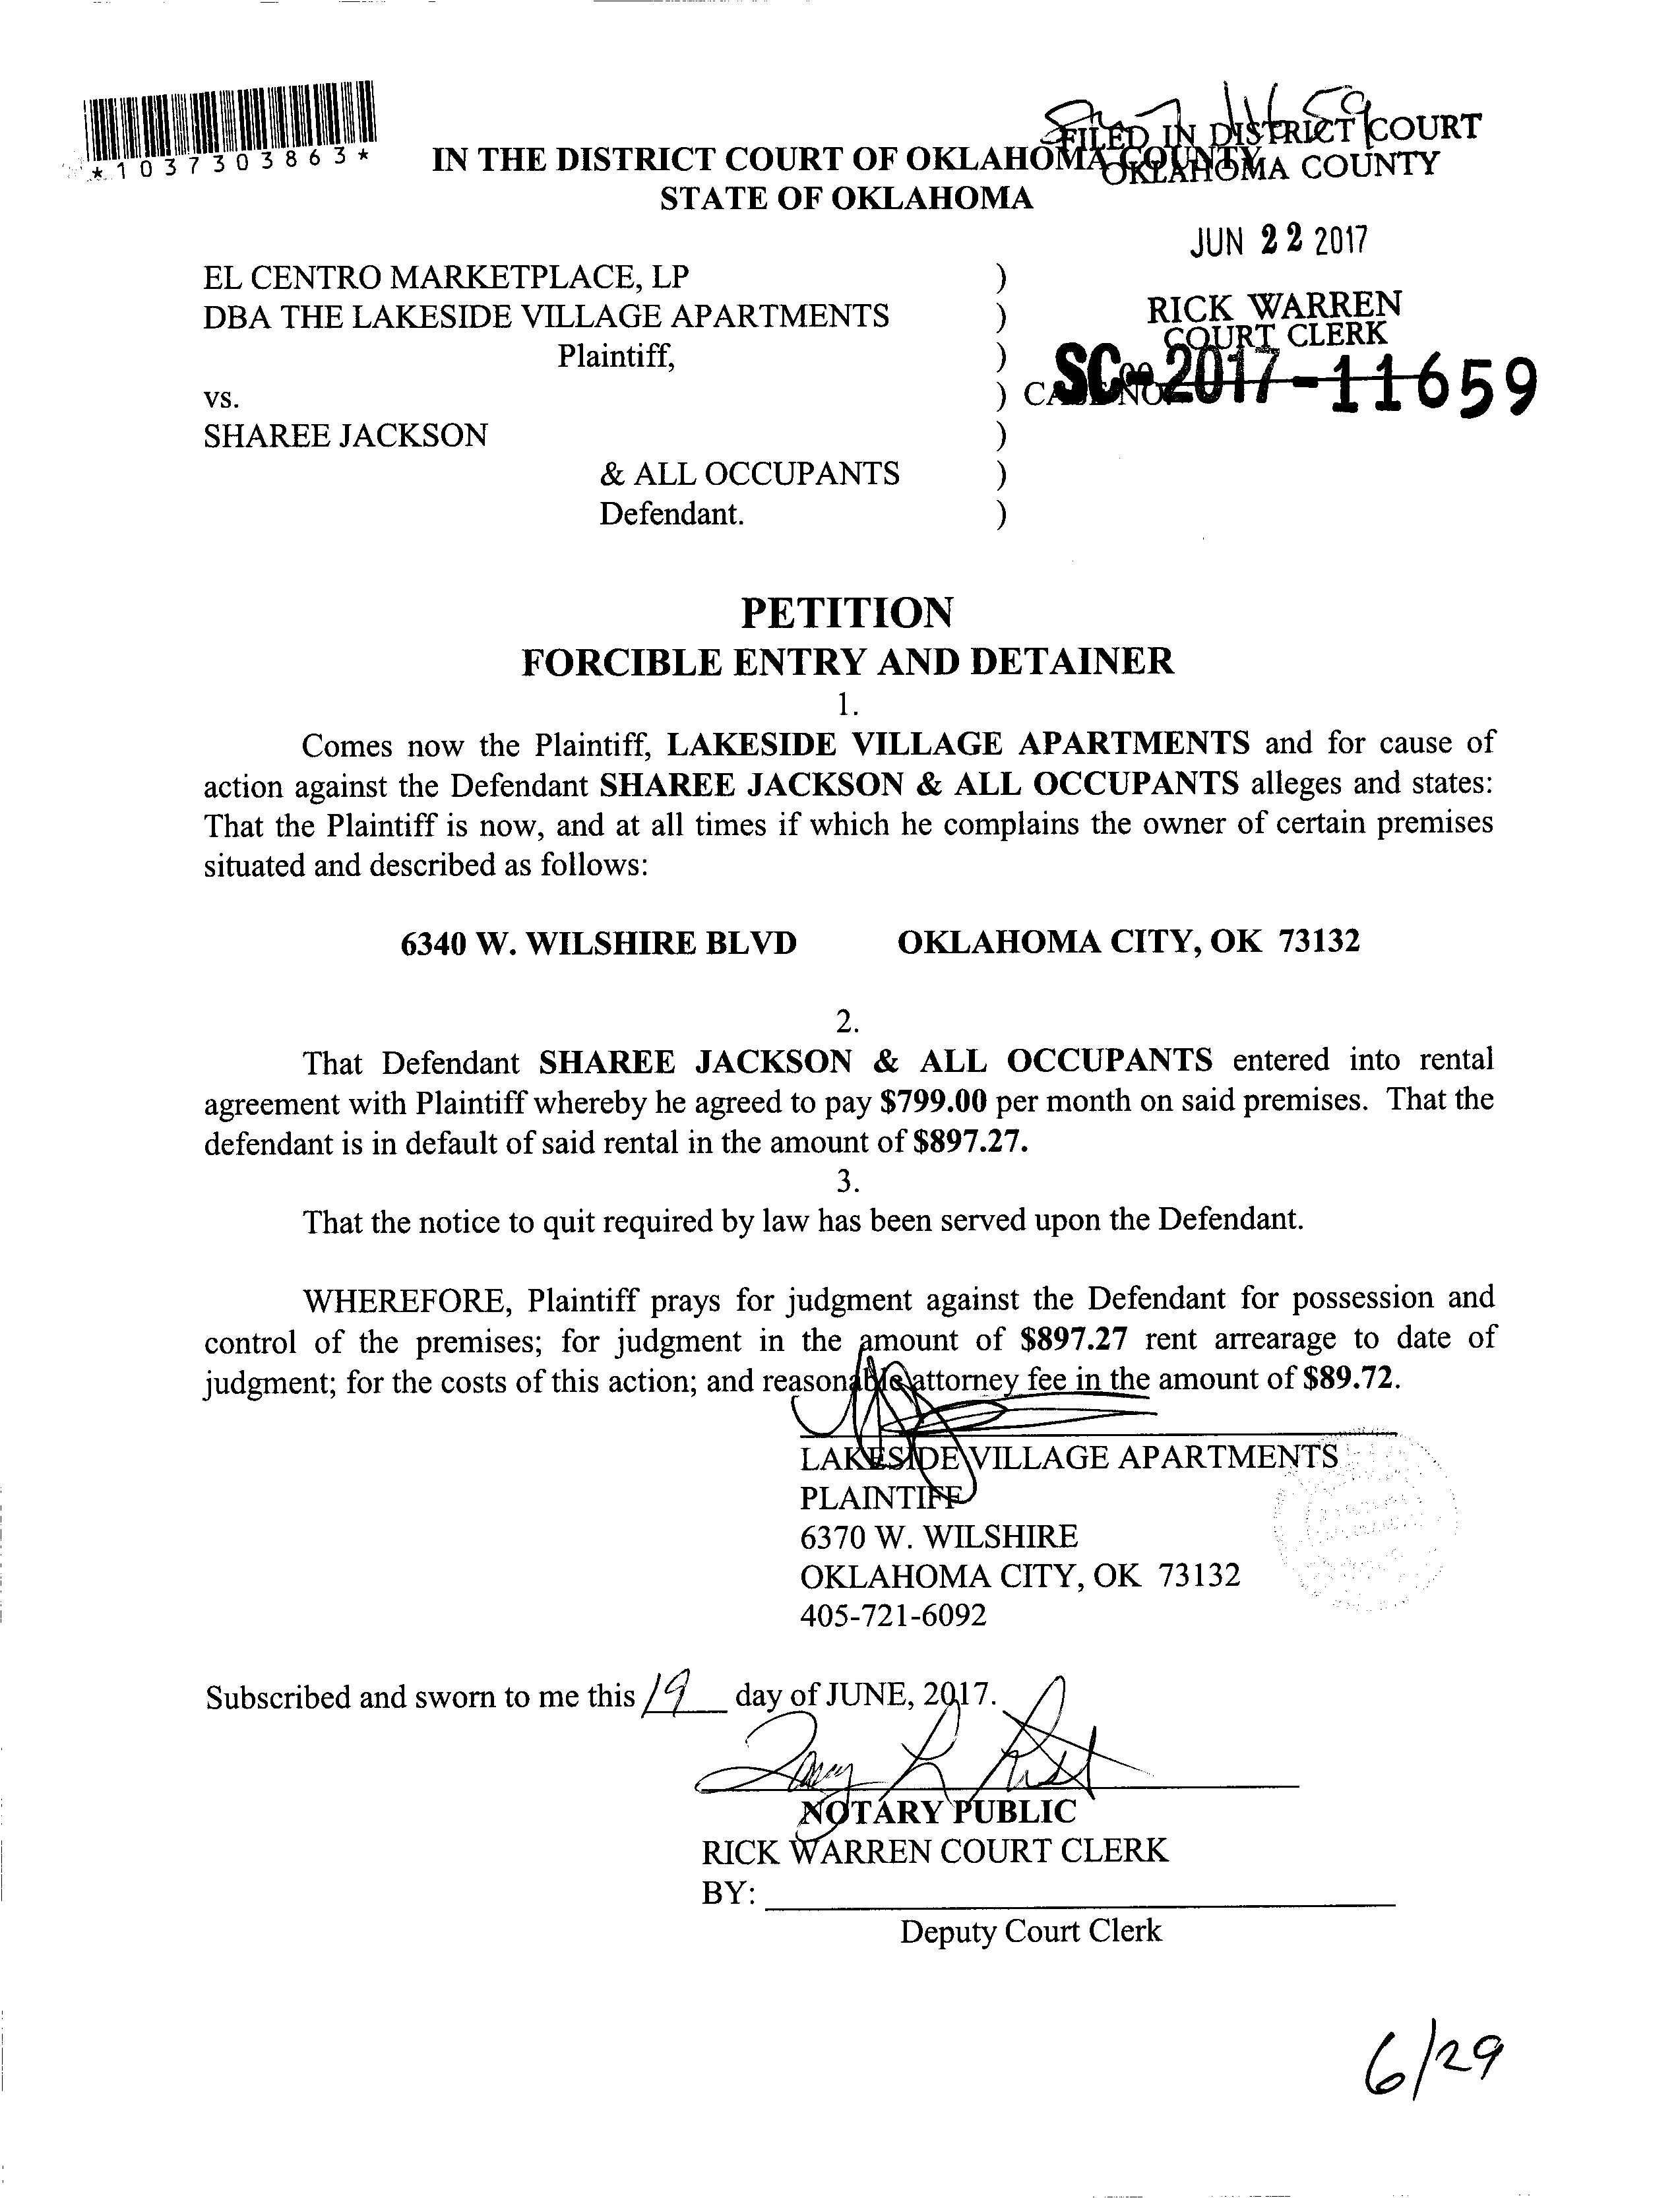 *1037303863*
FILED IN DISTRICT COURT
OKLAHOMA COUNTY
IN THE DISTRICT COURT OF OKLAHOMA COUNTY
STATE OF OKLAHOMA
JUN 22 2017
RICK WARREN
COURT CLERK
EL CENTRO MARKETPLACE, LP )
DBA THE LAKESIDE VILLAGE APARTMENTS )
Plaintiff, )
vs. ) CASE NO. SC-2017-11659
SHAREE JACKSON )
& ALL OCCUPANTS )
Defendant. )
PETITION
FORCIBLE ENTRY AND DETAINER
1.
Comes now the Plaintiff, LAKESIDE VILLAGE APARTMENTS and for cause of
action against the Defendant SHAREE JACKSON & ALL OCCUPANTS alleges and states:
That the Plaintiff is now, and at all times if which he complains the owner of certain premises
situated and described as follows:
6340 W. WILSHIRE BLVD OKLAHOMA CITY, OK 73132
2.
That Defendant SHAREE JACKSON & ALL OCCUPANTS entered into rental
agreement with Plaintiff whereby he agreed to pay $799.00 per month on said premises. That the
defendant is in default of said rental in the amount of $897.27.
3.
That the notice to quit required by law has been served upon the Defendant.
WHEREFORE, Plaintiff prays for judgment against the Defendant for possession and
control of the premises; for judgment in the amount of $897.27 rent arrearage to date of
judgment; for the costs of this action; and reasonable attorney fee in the amount of $89.72.
LAKESIDE VILLAGE APARTMENTS
PLAINTIFF
6370 W. WILSHIRE
OKLAHOMA CITY, OK 73132
405-721-6092
Subscribed and sworn to me this 19 day of JUNE, 2017.
NOTARY PUBLIC
RICK WARREN COURT CLERK
BY:
Deputy Court Clerk
6/29